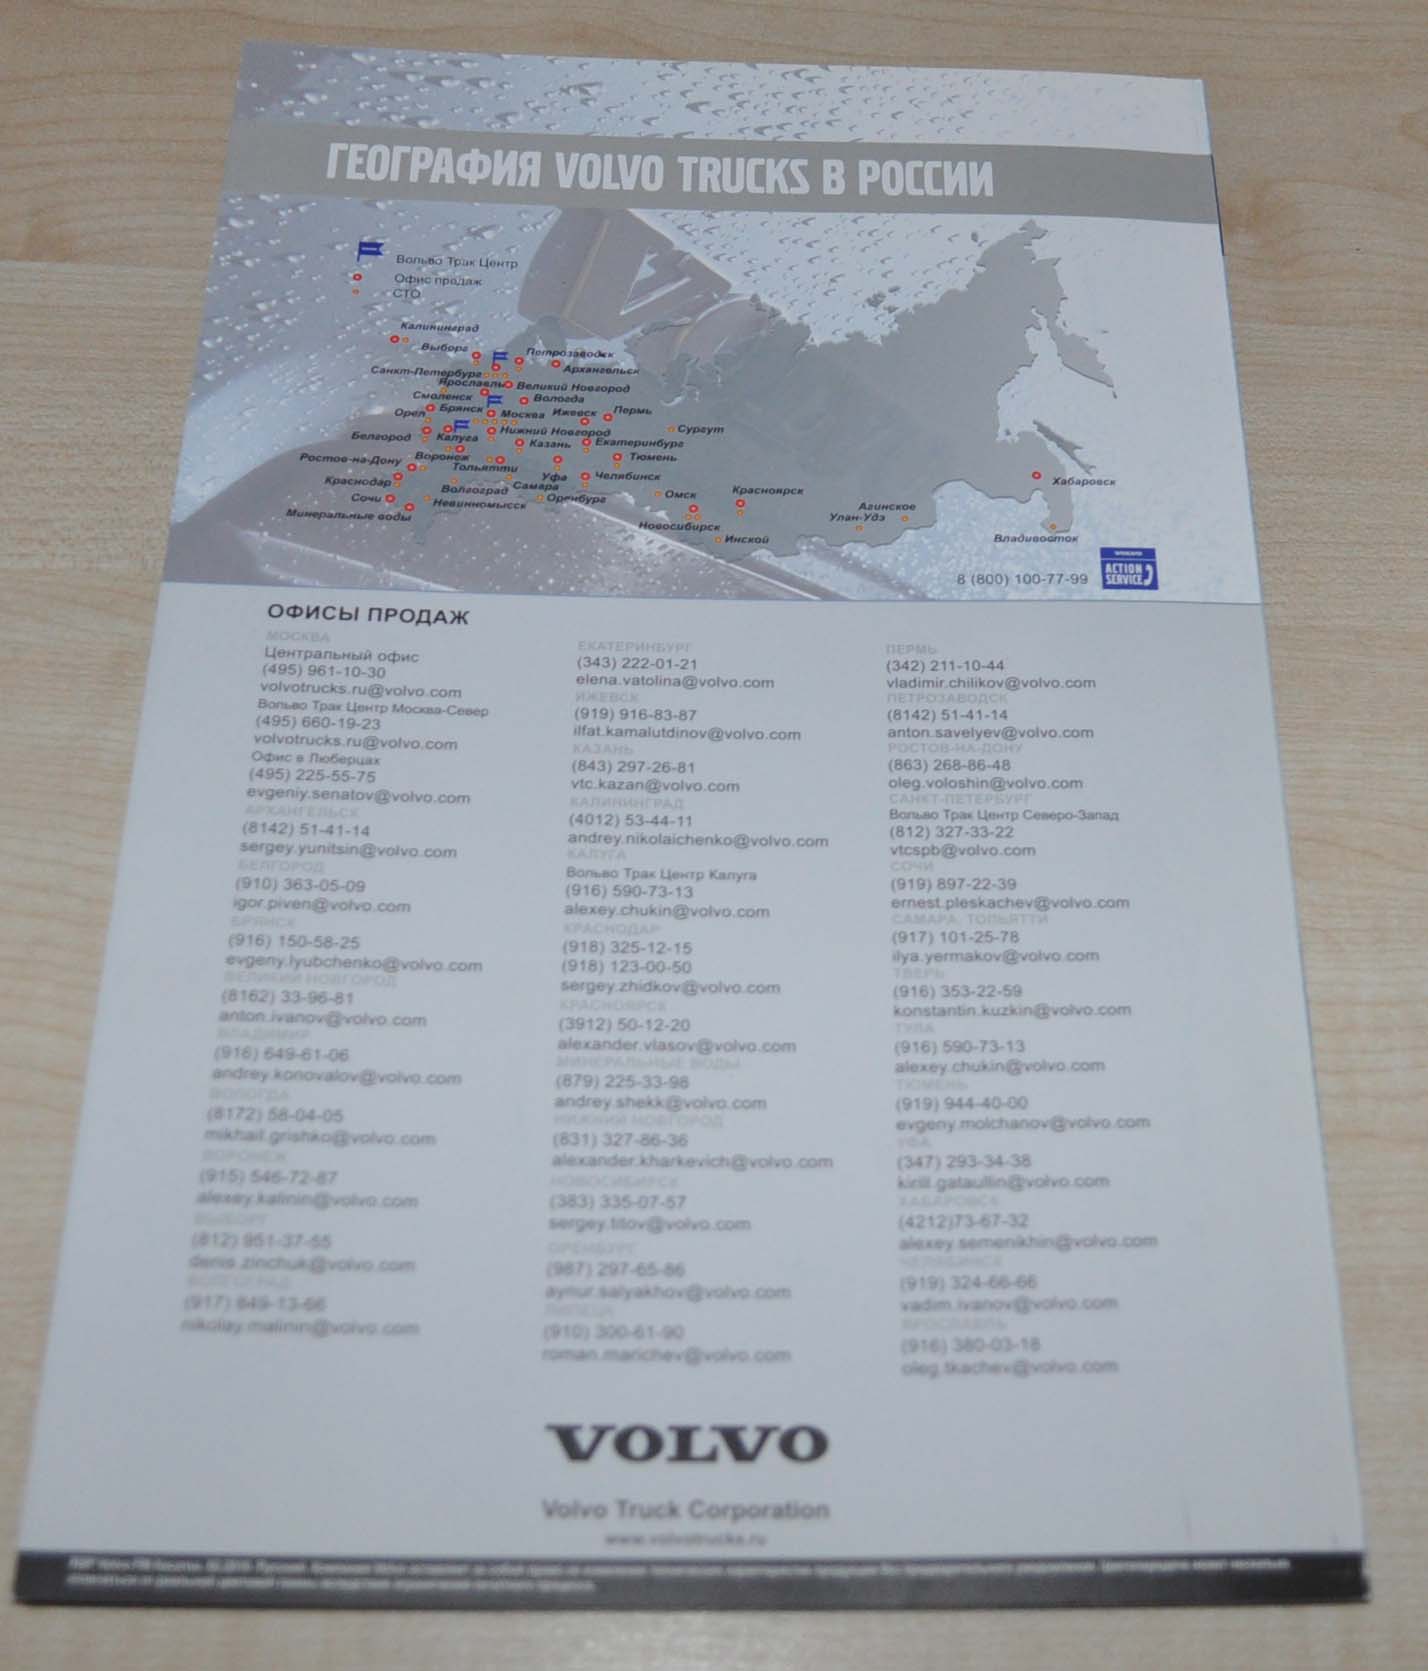 ГЕОГРАФИЯ VOLVO TRUCKS В РОССИИ
Вольво Трак Центр
Офис продаж
СТО
Калининград
Выборг
Петрозаводск
Архангельск
Санкт-Петербург
Ярославль
Великий Новгород
Смоленск
Вологда
Орел
Брянск
Москва
Ижевск
Пермь
Сургут
Белгород
Калуга
Нижний Новгород
Казань
Екатеринбург
Ростов-на-Дону
Воронеж
Тольятти
Тюмень
Краснодар
Волгоград
Самара
Уфа
Челябинск
Сочи
Невинномысск
Оренбург
Омск
Красноярск
Минеральные воды
Новосибирск
Инской
Агинское
Улан-Удэ
Хабаровск
Владивосток
8 (800) 100-77-99
VOLVO
ACTION
SERVICE
ОФИСЫ ПРОДАЖ
МОСКВА
Центральный офис
(495) 961-10-30
volvotrucks.ru@volvo.com
Вольво Трак Центр Москва-Север
(495) 660-19-23
volvotrucks.ru@volvo.com
Офис в Люберцах
(495) 225-55-75
evgeniy.senatov@volvo.com
АРХАНГЕЛЬСК
(8142) 51-41-14
sergey.yunitsin@volvo.com
БЕЛГОРОД
(910) 363-05-09
igor.piven@volvo.com
БРЯНСК
(916) 150-58-25
evgeny.lyubchenko@volvo.com
ВЕЛИКИЙ НОВГОРОД
(8162) 33-96-81
anton.ivanov@volvo.com
ВЛАДИМИР
(916) 649-61-06
andrey.konovalov@volvo.com
ВОЛОГДА
(8172) 58-04-05
mikhail.grishko@volvo.com
ВОРОНЕЖ
(915) 546-72-87
alexey.kalinin@volvo.com
ВЫБОРГ
(812) 951-37-55
denis.zinchuk@volvo.com
ВОЛГОГРАД
(917) 849-13-66
nikolay.malinin@volvo.com
ЕКАТЕРИНБУРГ
(343) 222-01-21
elena.vatolina@volvo.com
ИЖЕВСК
(919) 916-83-87
ilfat.kamalutdinov@volvo.com
КАЗАНЬ
(843) 297-26-81
vtc.kazan@volvo.com
КАЛИНИНГРАД
(4012) 53-44-11
andrey.nikolaichenko@volvo.com
КАЛУГА
Вольво Трак Центр Калуга
(916) 590-73-13
alexey.chukin@volvo.com
КРАСНОДАР
(918) 325-12-15
(918) 123-00-50
sergey.zhidkov@volvo.com
КРАСНОЯРСК
(3912) 50-12-20
alexander.vlasov@volvo.com
МИНЕРАЛЬНЫЕ ВОДЫ
(879) 225-33-98
andrey.shekk@volvo.com
НИЖНИЙ НОВГОРОД
(831) 327-86-36
alexander.kharkevich@volvo.com
НОВОСИБИРСК
(383) 335-07-57
sergey.titov@volvo.com
ОРЕНБУРГ
(987) 297-65-86
aynur.salyakhov@volvo.com
ЛИПЕЦК
(910) 300-61-90
roman.marichev@volvo.com
ПЕРМЬ
(342) 211-10-44
vladimir.chilikov@volvo.com
ПЕТРОЗАВОДСК
(8142) 51-41-14
anton.savelyev@volvo.com
РОСТОВ-НА-ДОНУ
(863) 268-86-48
oleg.voloshin@volvo.com
САНКТ-ПЕТЕРБУРГ
Вольво Трак Центр Северо-Запад
(812) 327-33-22
vtcspb@volvo.com
СОЧИ
(919) 897-22-39
ernest.pleskachev@volvo.com
САМАРА, ТОЛЬЯТТИ
(917) 101-25-78
ilya.yermakov@volvo.com
ТВЕРЬ
(916) 353-22-59
konstantin.kuzkin@volvo.com
ТУЛА
(916) 590-73-13
alexey.chukin@volvo.com
ТЮМЕНЬ
(919) 944-40-00
evgeny.molchanov@volvo.com
УФА
(347) 293-34-38
kirill.gataullin@volvo.com
ХАБАРОВСК
(4212)73-67-32
alexey.semenikhin@volvo.com
ЧЕЛЯБИНСК
(919) 324-66-66
vadim.ivanov@volvo.com
ЯРОСЛАВЛЬ
(916) 380-03-18
oleg.tkachev@volvo.com
VOLVO
Volvo Truck Corporation
www.volvotrucks.ru